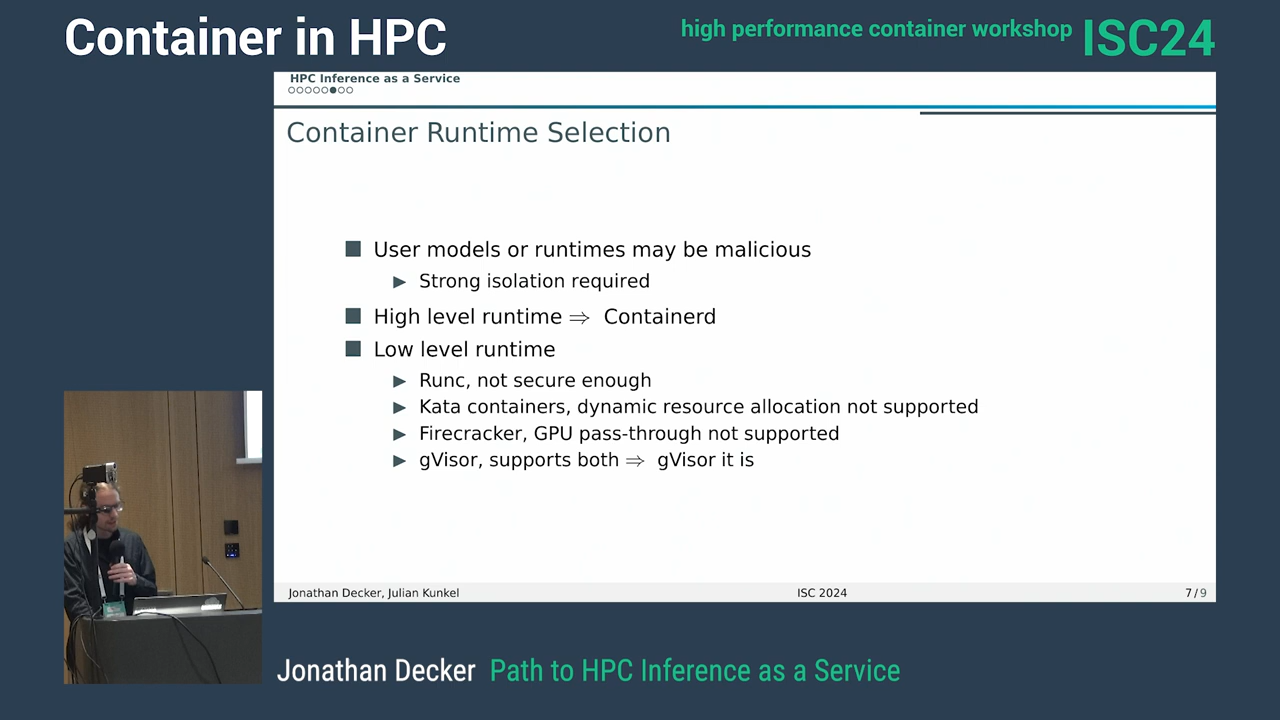 Container in HPC
high performance container workshop ISC24
HPC Inference as a Service
Container Runtime Selection
User models or runtimes may be malicious
Strong isolation required
High level runtime ⇒ Containerd
Low level runtime
Runc, not secure enough
Kata containers, dynamic resource allocation not supported
Firecracker, GPU pass-through not supported
gVisor, supports both ⇒ gVisor it is
Jonathan Decker, Julian Kunkel
ISC 2024
7/9
Jonathan Decker Path to HPC Inference as a Service